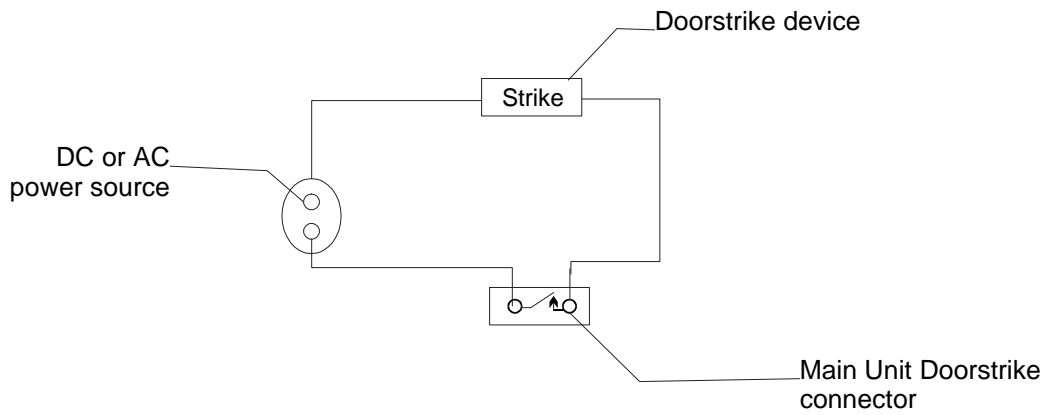 Doorstrike device
Strike
DC or AC
power source
Main Unit Doorstrike
connector